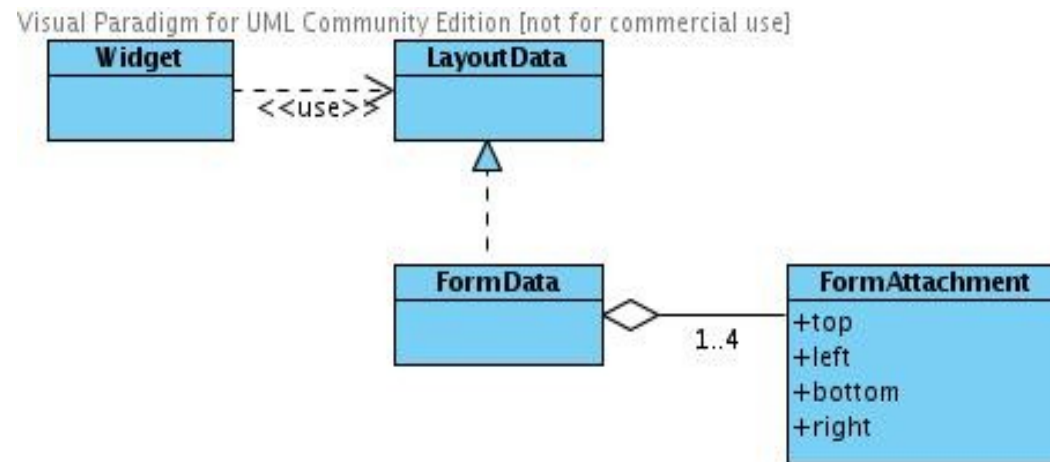 Visual Paradigm for UML Community Edition [not for commercial use]
Widget
LayoutData
<<use>>
FormData
FormAttachment
1..4
+top
+left
+bottom
+right